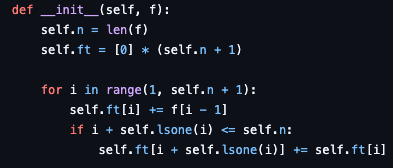 def __init__(self, f):
    self.n = len(f)
    self.ft = [0] * (self.n + 1)

    for i in range(1, self.n + 1):
        self.ft[i] += f[i - 1]
        if i + self.lsone(i) <= self.n:
            self.ft[i + self.lsone(i)] += self.ft[i]